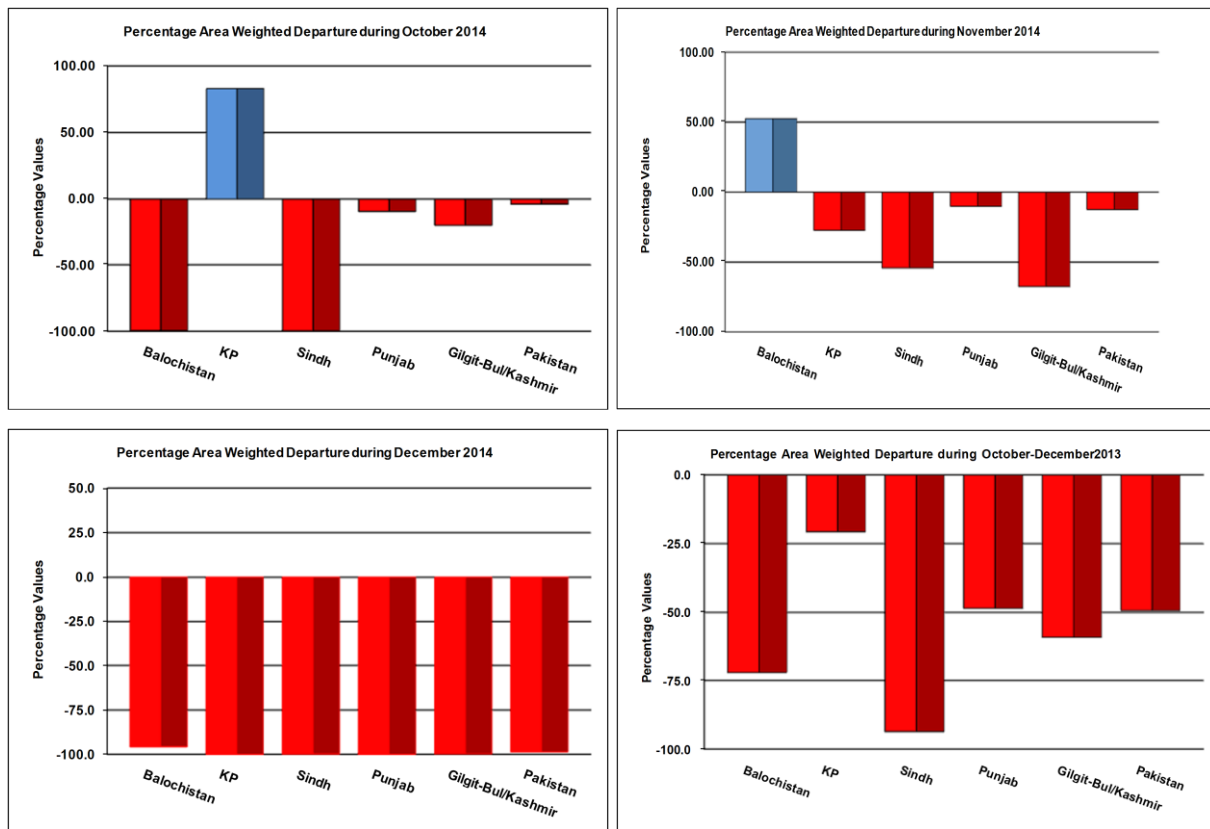 Percentage Area Weighted Departure during October 2014
Percentage Values
100.00
50.00
0.00
-50.00
-100.00
Balochistan
KP
Sindh
Punjab
Gilgit-Bul/Kashmir
Pakistan
Percentage Area Weighted Departure during November 2014
Percentage Values
100.00
50.00
0.00
-50.00
-100.00
Balochistan
KP
Sindh
Punjab
Gilgit-Bul/Kashmir
Pakistan
Percentage Area Weighted Departure during December 2014
Percentage Values
50.0
25.0
0.0
-25.0
-50.0
-75.0
-100.0
Balochistan
KP
Sindh
Punjab
Gilgit-Bul/Kashmir
Pakistan
Percentage Area Weighted Departure during October-December2013
Percentage Values
0.0
-25.0
-50.0
-75.0
-100.0
Balochistan
KP
Sindh
Punjab
Gilgit-Bul/Kashmir
Pakistan